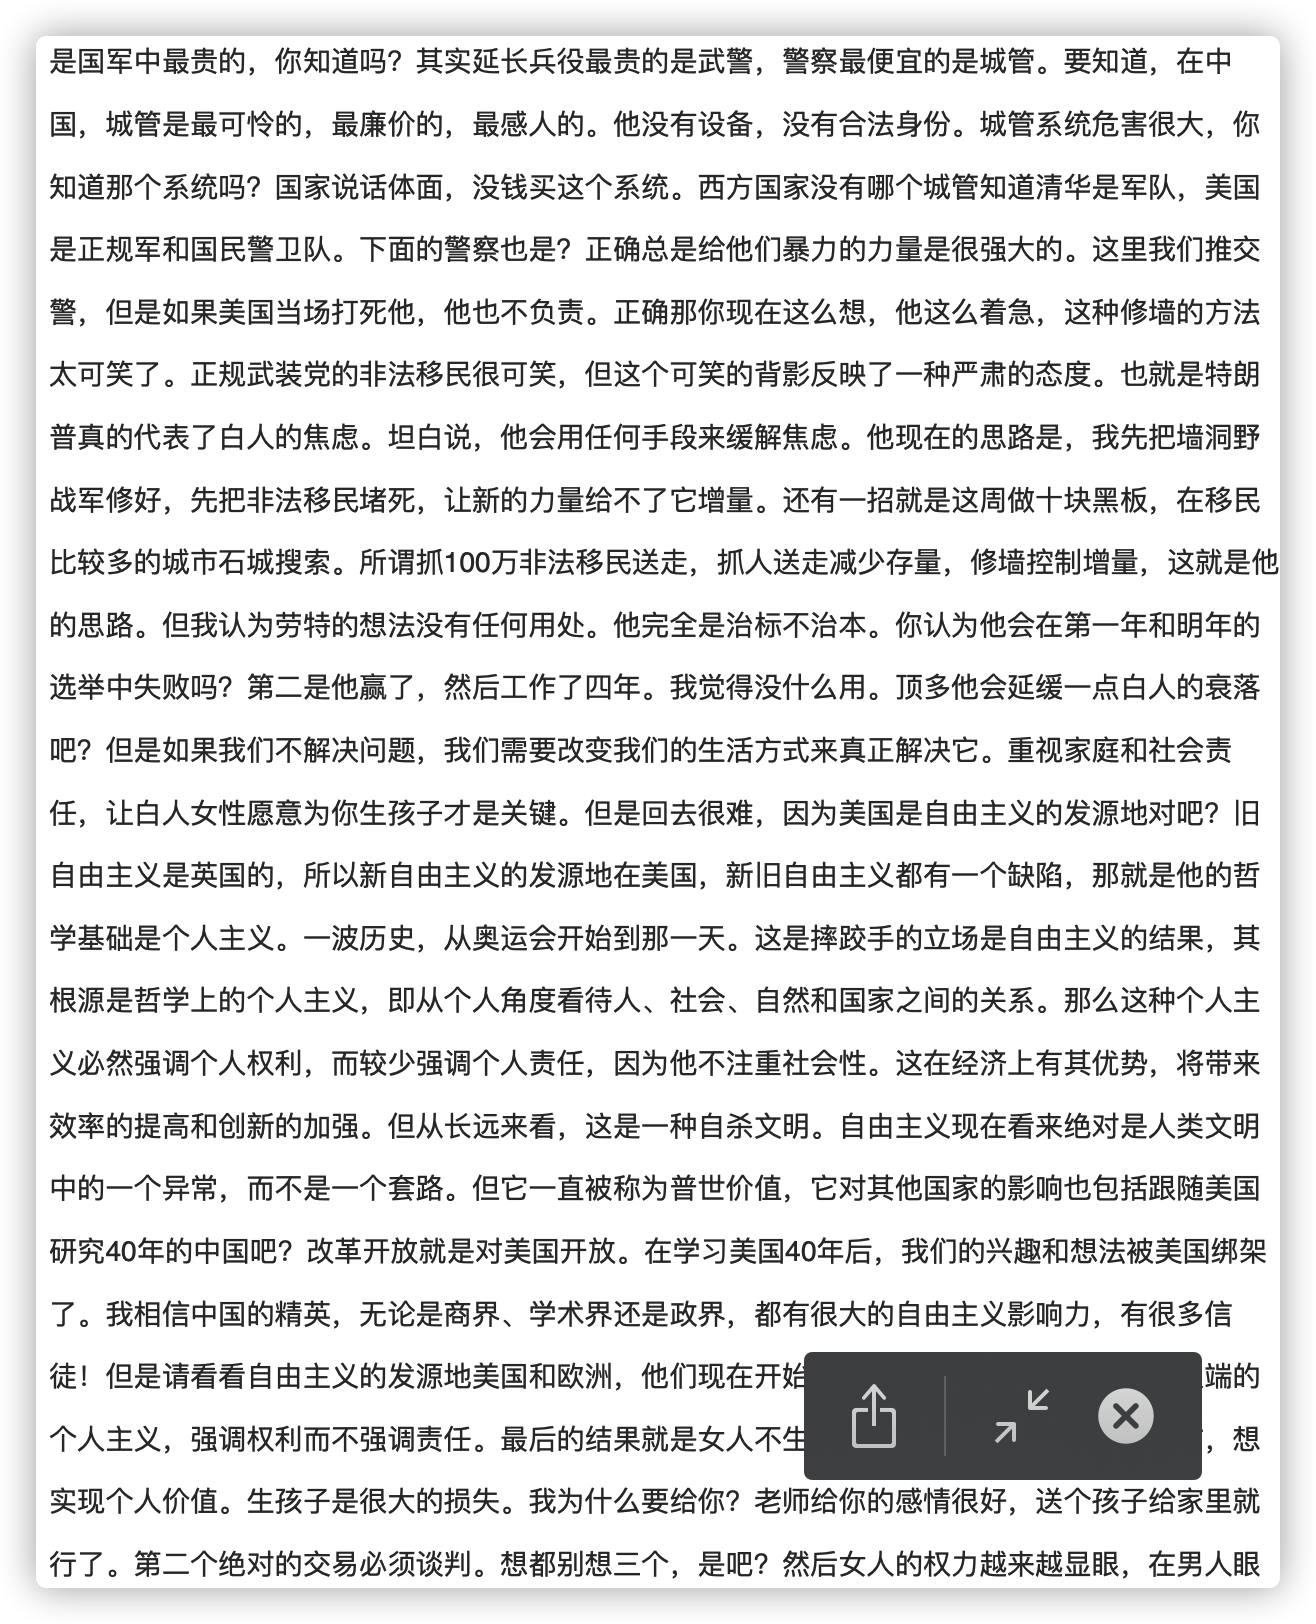 是国军中最贵的，你知道吗？其实延长兵役最贵的是武警，警察最便宜的是城管。要知道，在中
国，城管是最可怜的，最廉价的，最感人的。他没有设备，没有合法身份。城管系统危害很大，你
知道那个系统吗？国家说话体面，没钱买这个系统。西方国家没有哪个城管知道清华是军队，美国
是正规军和国民警卫队。下面的警察也是？正确总是给他们暴力的力量是很强大的。这里我们推交
警，但是如果美国当场打死他，他也不负责。正确那你现在这么想，他这么着急，这种修墙的方法
太可笑了。正规武装党的非法移民很可笑，但这个可笑的背影反映了一种严肃的态度。也就是特朗
普真的代表了白人的焦虑。坦白说，他会用任何手段来缓解焦虑。他现在的思路是，我先把墙洞野
战军修好，先把非法移民堵死，让新的力量给不了它增量。还有一招就是这周做十块黑板，在移民
比较多的城市石城搜索。所谓抓100万非法移民送走，抓人送走减少存量，修墙控制增量，这就是他
的思路。但我认为劳特的想法没有任何用处。他完全是治标不治本。你认为他会在第一年和明年的
选举中失败吗？第二是他赢了，然后工作了四年。我觉得没什么用。顶多他会延缓一点白人的衰落
吧？但是如果我们不解决问题，我们需要改变我们的生活方式来真正解决它。重视家庭和社会责
任，让白人女性愿意为你生孩子才是关键。但是回去很难，因为美国是自由主义的发源地对吧？旧
自由主义是英国的，所以新自由主义的发源地在美国，新旧自由主义都有一个缺陷，那就是他的哲
学基础是个人主义。一波历史，从奥运会开始到那一天。这是摔跤手的立场是自由主义的结果，其
根源是哲学上的个人主义，即从个人角度看待人、社会、自然和国家之间的关系。那么这种个人主
义必然强调个人权利，而较少强调个人责任，因为他不注重社会性。这在经济上有其优势，将带来
效率的提高和创新的加强。但从长远来看，这是一种自杀文明。自由主义现在看来绝对是人类文明
中的一个异常，而不是一个套路。但它一直被称为普世价值，它对其他国家的影响也包括跟随美国
研究40年的中国吧？改革开放就是对美国开放。在学习美国40年后，我们的兴趣和想法被美国绑架
了。我相信中国的精英，无论是商界、学术界还是政界，都有很大的自由主义影响力，有很多信
徒！但是请看看自由主义的发源地美国和欧洲，他们现在开始端的
个人主义，强调权利而不强调责任。最后的结果就是女人不生，想
实现个人价值。生孩子是很大的损失。我为什么要给你？老师给你的感情很好，送个孩子给家里就
行了。第二个绝对的交易必须谈判。想都别想三个，是吧？然后女人的权力越来越显眼，在男人眼